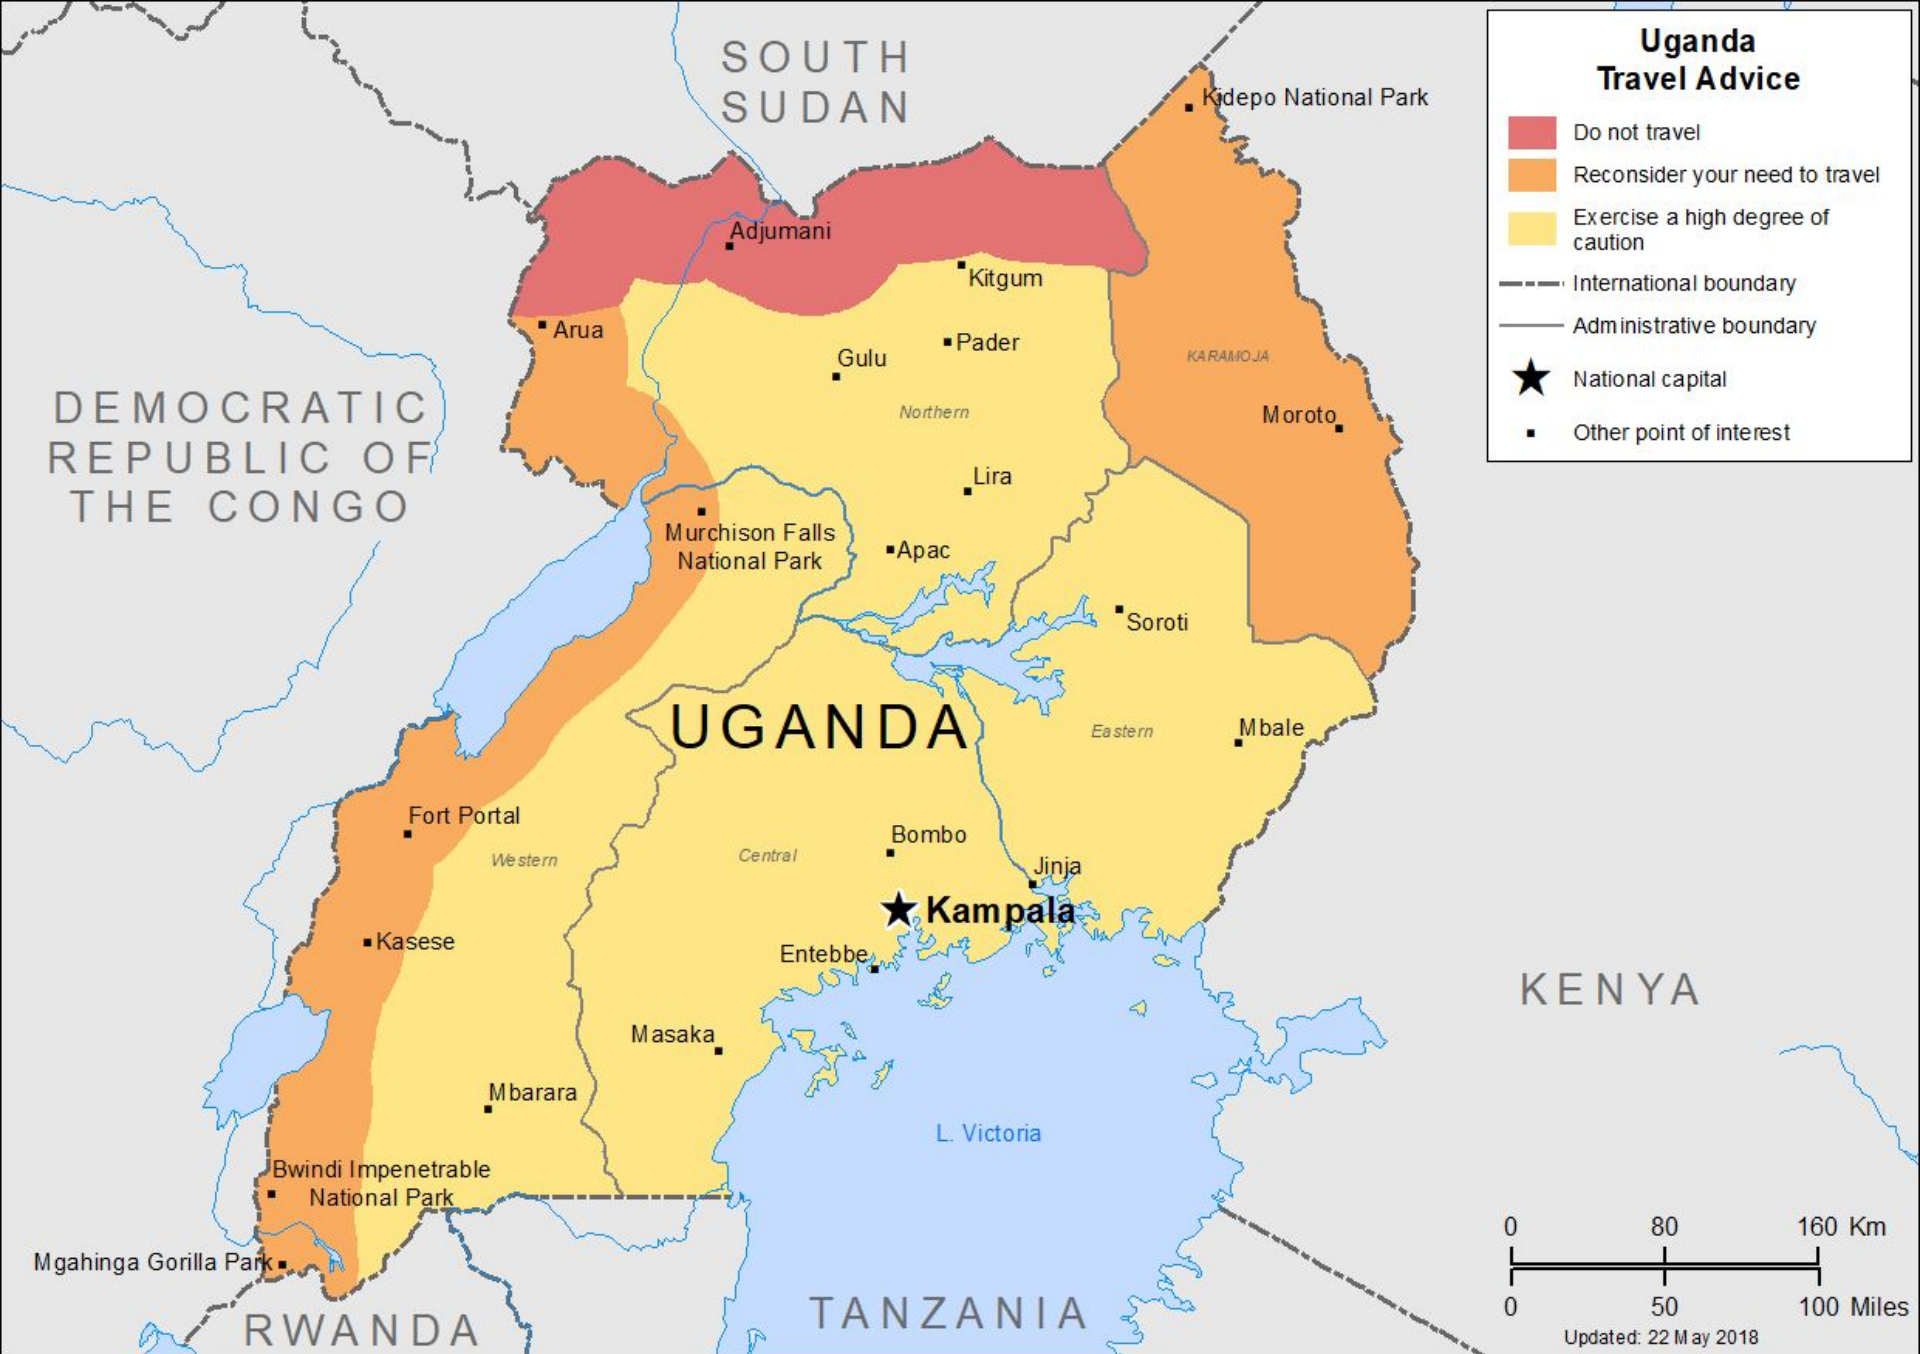 SOUTH
SUDAN
Kidepo National Park
Uganda
Travel Advice
Do not travel
Reconsider your need to travel
Exercise a high degree of
caution
International boundary
Administrative boundary
National capital
Other point of interest
Adjumani
Kitgum
Arua
Pader
Gulu
KARAMOJA
DEMOCRATIC
REPUBLIC OF
THE CONGO
Northern
Moroto
Lira
Murchison Falls
National Park
Apac
Soroti
UGANDA
Eastern
Mbale
Fort Portal
Western
Central
Bombo
Jinja
Kampala
Kasese
Entebbe
KENYA
Masaka
Mbarara
L. Victoria
Bwindi Impenetrable
National Park
Mgahinga Gorilla Park
RWANDA
TANZANIA
0 80 160 Km
0 50 100 Miles
Updated: 22 May 2018